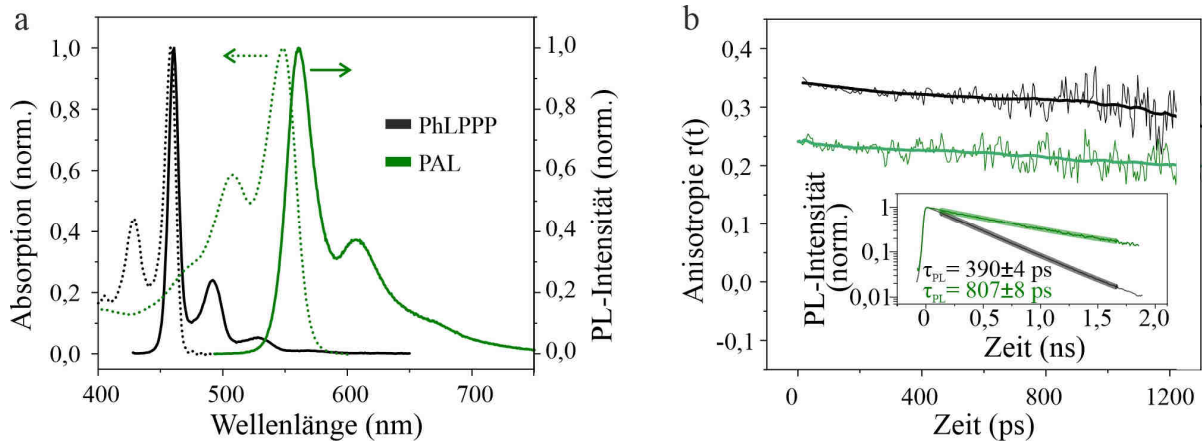 a
Absorption (norm.)
1,0
0,8
0,6
0,4
0,2
0,0
400
500
600
700
Wellenlänge (nm)
PhLPPP
PAL
1,0
0,8
0,6
0,4
0,2
0,0
PL-Intensität (norm.)
b
Anisotropie r(t)
0,4
0,3
0,2
0,0
-0,1
0
400
800
1200
Zeit (ps)
PL-Intensität
(norm.)
1
0,1
0,01
τPL= 390±4 ps
τPL= 807±8 ps
0
0,5
1,0
1,5
2,0
Zeit (ns)